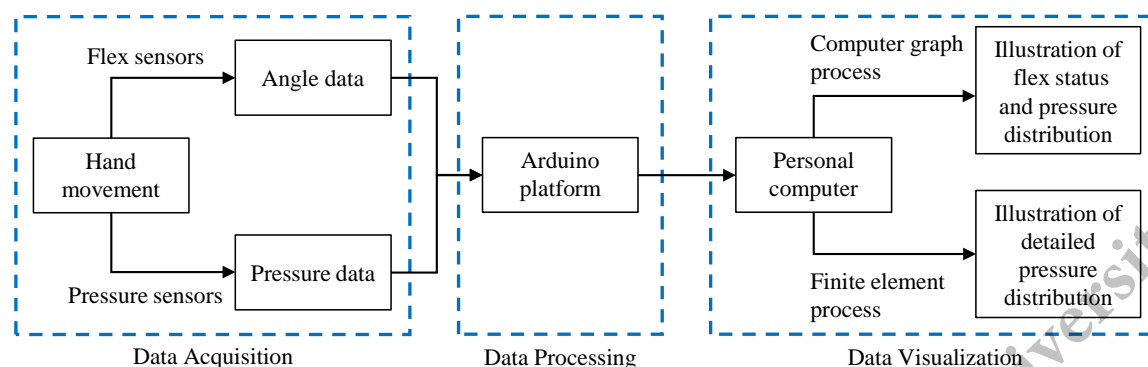 Flex sensors
Angle data
Hand
movement
Pressure data
Pressure sensors
Data Acquisition
Arduino
platform
Data Processing
Computer graph
process
Personal
computer
Finite element
process
Illustration of
flex status
and pressure
distribution
Illustration of
detailed
pressure
distribution
Data Visualization